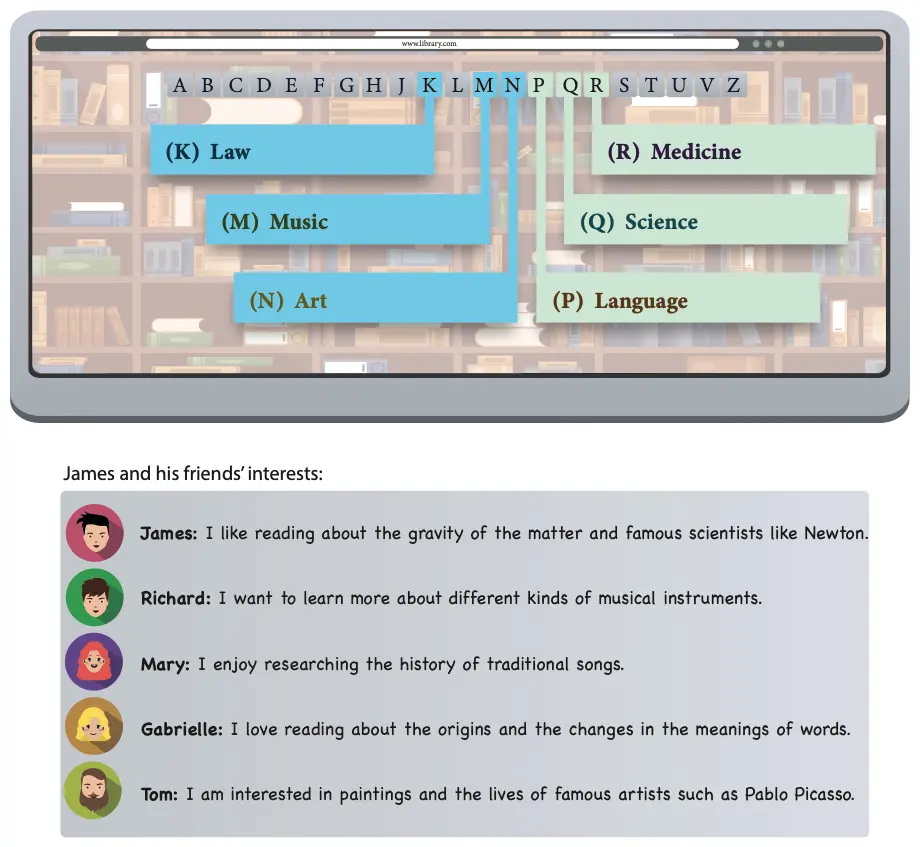 www.library.com
A B C D E F G H J K L M N P Q R S T U V Z
(K) Law
(R) Medicine
(M) Music
(Q) Science
(N) Art
(P) Language
James and his friends’ interests:
James: I like reading about the gravity of the matter and famous scientists like Newton.
Richard: I want to learn more about different kinds of musical instruments.
Mary: I enjoy researching the history of traditional songs.
Gabrielle: I love reading about the origins and the changes in the meanings of words.
Tom: I am interested in paintings and the lives of famous artists such as Pablo Picasso.